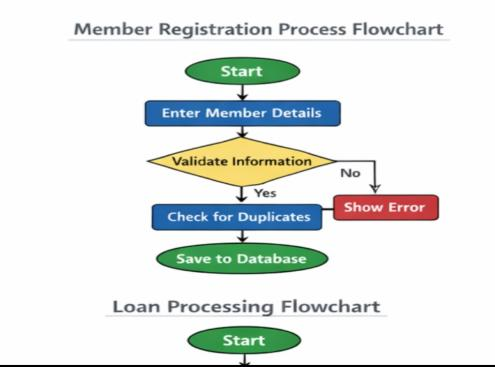 Member Registration Process Flowchart
Start
Enter Member Details
Validate Information
No
Yes
Show Error
Check for Duplicates
Save to Database
Loan Processing Flowchart
Start